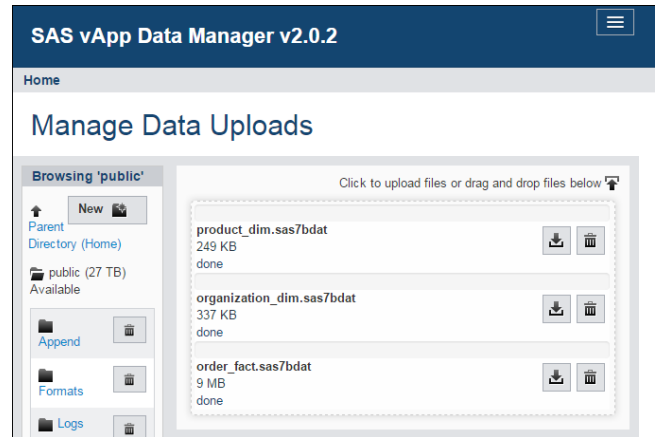 SAS vApp Data Manager v2.0.2
Home
Manage Data Uploads
Browsing 'public'
New
Parent
Directory (Home)
public (27 TB)
Available
Append
Formats
Logs
Click to upload files or drag and drop files below
product_dim.sas7bdat
249 KB
done
organization_dim.sas7bdat
337 KB
done
order_fact.sas7bdat
9 MB
done